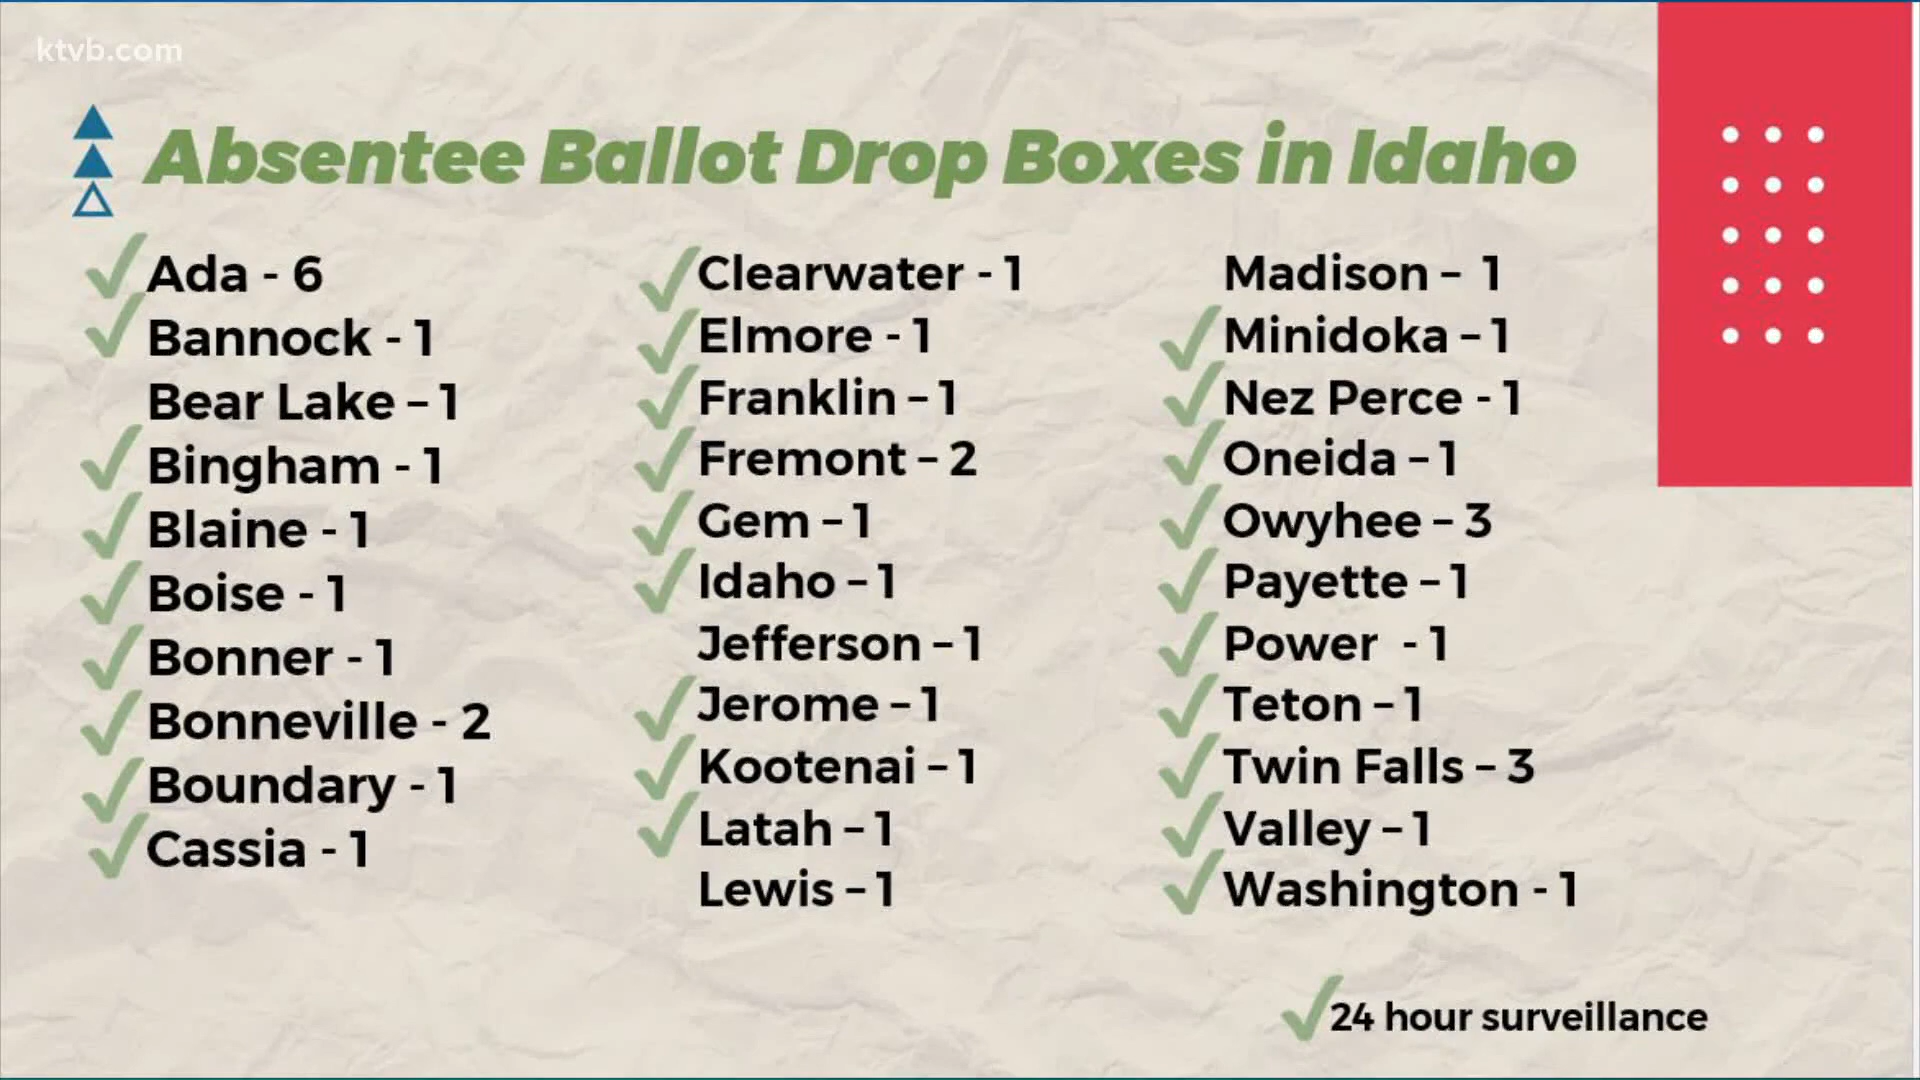 ktvb.com
Absentee Ballot Drop Boxes in Idaho
Ada - 6
Bannock - 1
Bear Lake – 1
Bingham - 1
Blaine - 1
Boise - 1
Bonner - 1
Bonneville - 2
Boundary - 1
Cassia - 1
Clearwater - 1
Elmore - 1
Franklin – 1
Fremont – 2
Gem – 1
Idaho – 1
Jefferson – 1
Jerome – 1
Kootenai – 1
Latah – 1
Lewis – 1
Madison – 1
Minidoka – 1
Nez Perce - 1
Oneida – 1
Owyhee – 3
Payette – 1
Power - 1
Teton – 1
Twin Falls – 3
Valley – 1
Washington - 1
24 hour surveillance